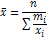 x̄ = n / Σ(mᵢ / xᵢ)